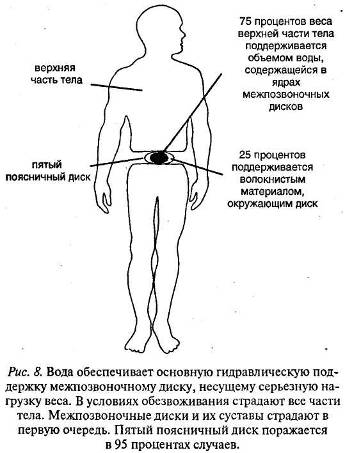 75 процентов веса
верхней части тела
поддерживается
объемом воды,
содержащейся в
ядрах
межпозвоночных
дисков
верхняя
часть тела
пятый
поясничный диск
25 процентов
поддерживается
волокнистым
материалом,
окружающим диск
Рис. 8. Вода обеспечивает основную гидравлическую под-
держку межпозвоночному диску, несущему серьезную на-
грузку веса. В условиях обезвоживания страдают все части
тела. Межпозвоночные диски и их суставы страдают в
первую очередь. Пятый поясничный диск поражается
в 95 процентах случаев.